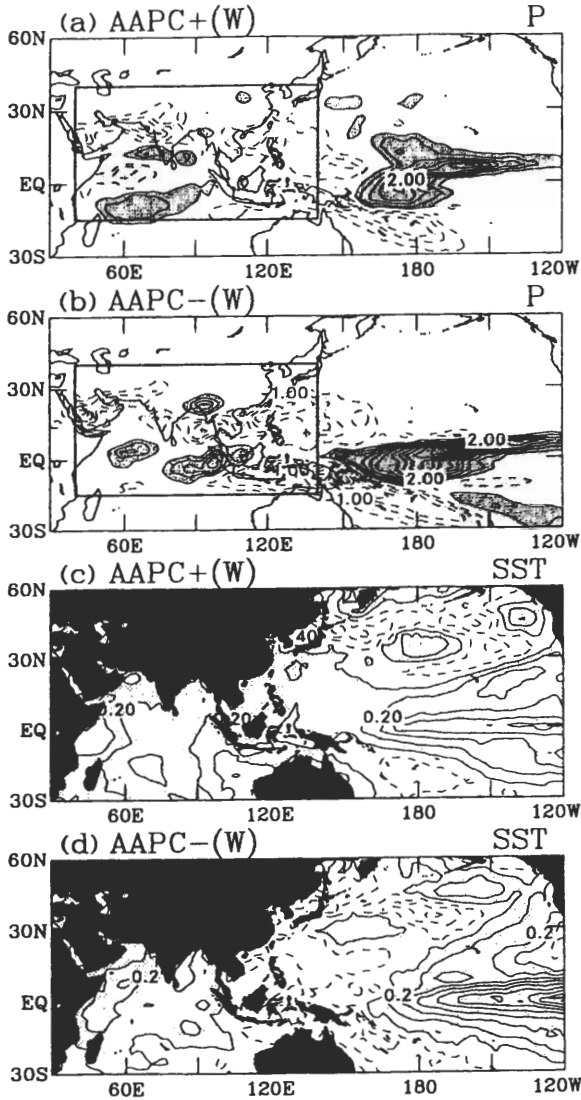 (a) AAPC+(W) P
60N
30N
EQ
30S
2.00
60E 120E 180 120W
(b) AAPC-(W) P
60N
30N
EQ
30S
1.00
2.00
1.00
2.00
1.00
60E 120E 180 120W
(c) AAPC+(W) SST
60N
30N
EQ
30S
.40
0.20
.20
0.20
60E 120E 180 120W
(d) AAPC-(W) SST
60N
30N
EQ
30S
0.2
0.2
0.2
60E 120E 180 120W